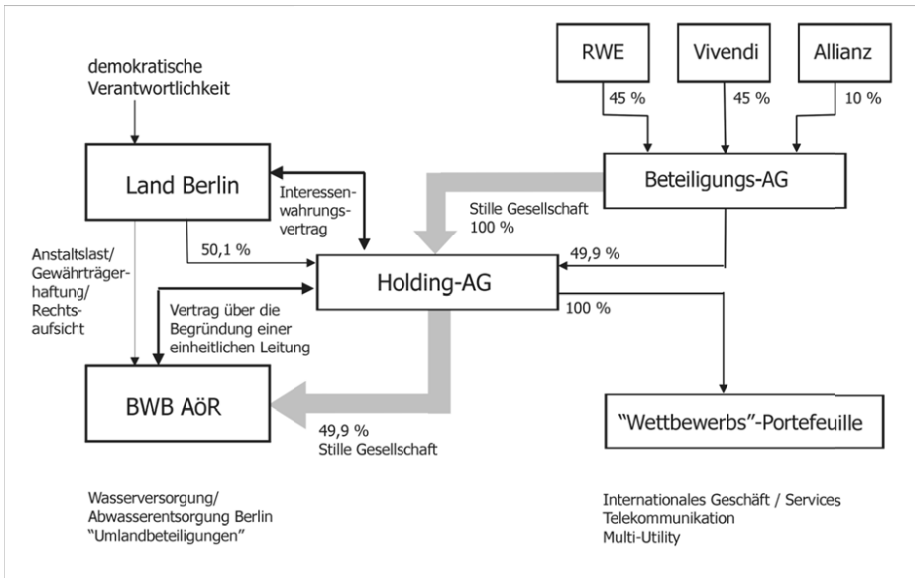 RWE
Vivendi
Allianz
demokratische
Verantwortlichkeit
45 %
45 %
10 %
Land Berlin
Interessen-
wahrungs-
vertrag
Beteiligungs-AG
Stille Gesellschaft
100 %
50,1 %
49,9 %
Anstaltslast/
Gewährträger-
haftung/
Rechts-
aufsicht
Holding-AG
100 %
Vertrag über die
Begründung einer
einheitlichen Leitung
BWB AöR
"Wettbewerbs"-Portefeuille
49,9 %
Stille Gesellschaft
Wasserversorgung/
Abwasserentsorgung Berlin
"Umlandbeteiligungen"
Internationales Geschäft / Services
Telekommunikation
Multi-Utility